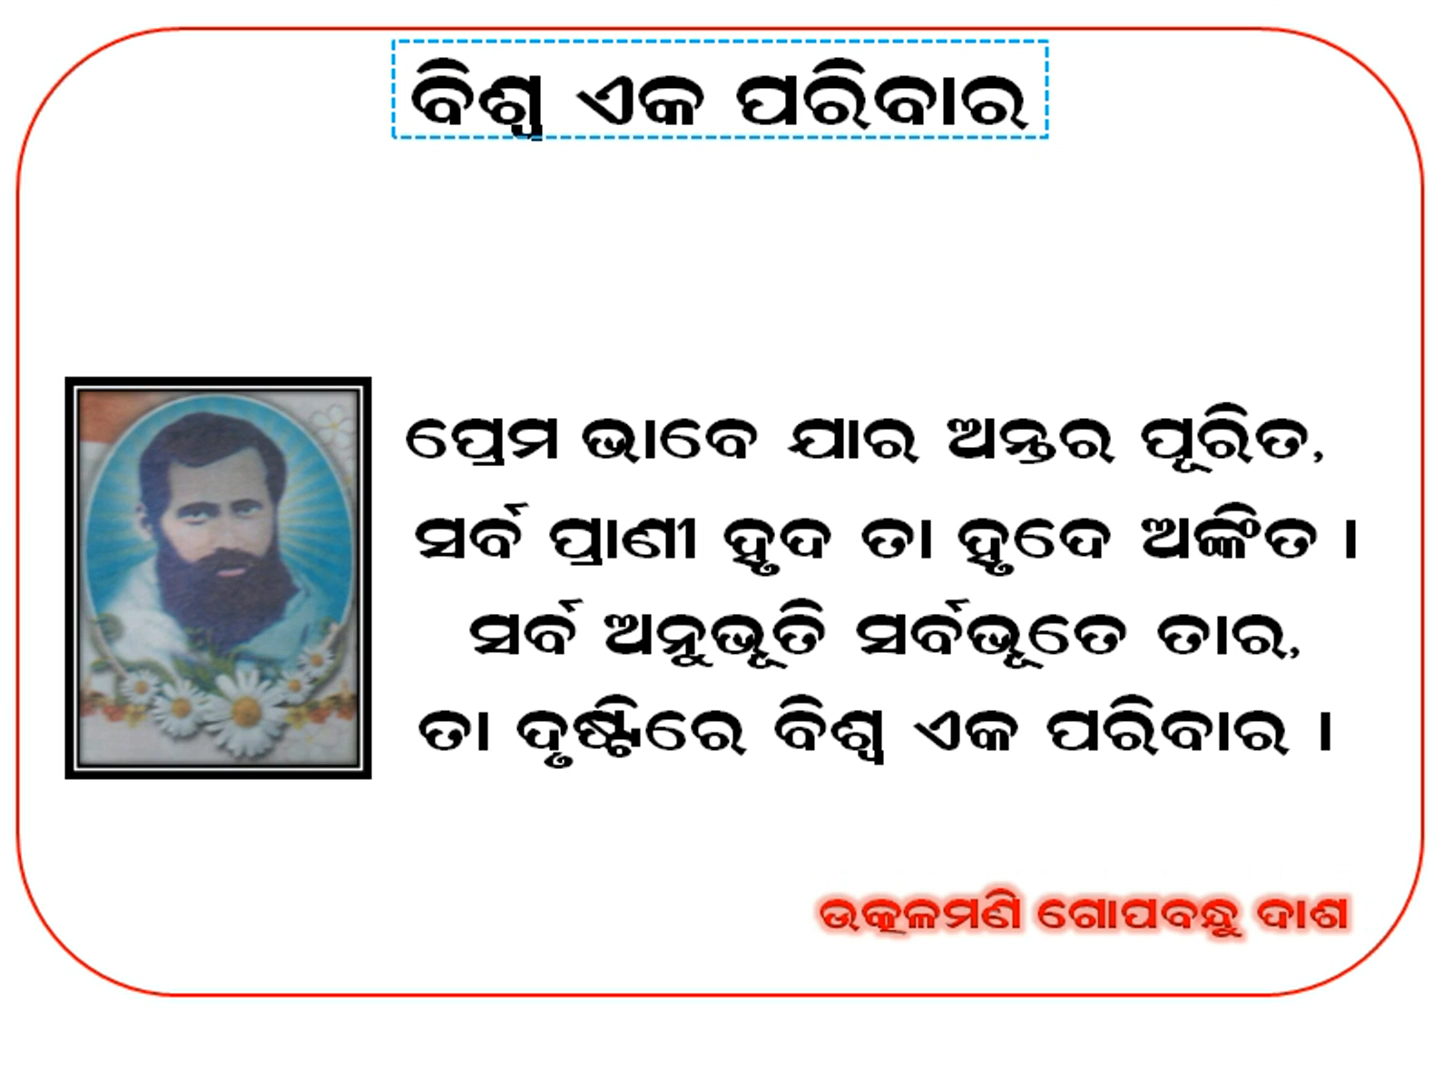 ବିଶ୍ୱ ଏକ ପରିବାର
ପ୍ରେମ ଭାବେ ଯାର ଅନ୍ତର ପୂରିତ,
ସର୍ବ ପ୍ରାଣୀ ହୃଦ ତା ହୃଦେ ଅଙ୍କିତ ।
ସର୍ବ ଅନୁଭୂତି ସର୍ବଭୂତେ ତାର,
ତା ଦୃଷ୍ଟିରେ ବିଶ୍ୱ ଏକ ପରିବାର ।
ଉତ୍କଳମଣି ଗୋପବନ୍ଧୁ ଦାଶ